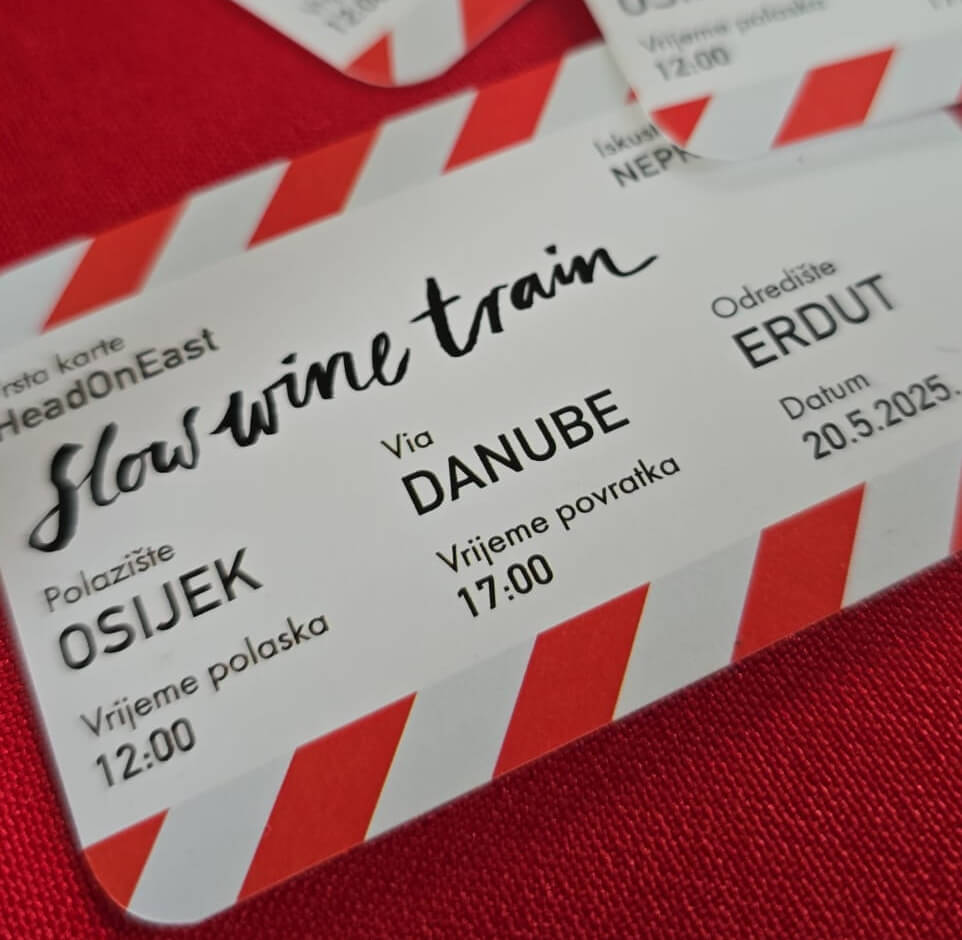 12:00
Vrijeme polaska
12:00
HeadOnEast
slow wine train
Polazište
OSIJEK
Vrijeme polaska
12:00
Via
DANUBE
Vrijeme povratka
17:00
Odredište
ERDUT
Datum
20.5.2025.